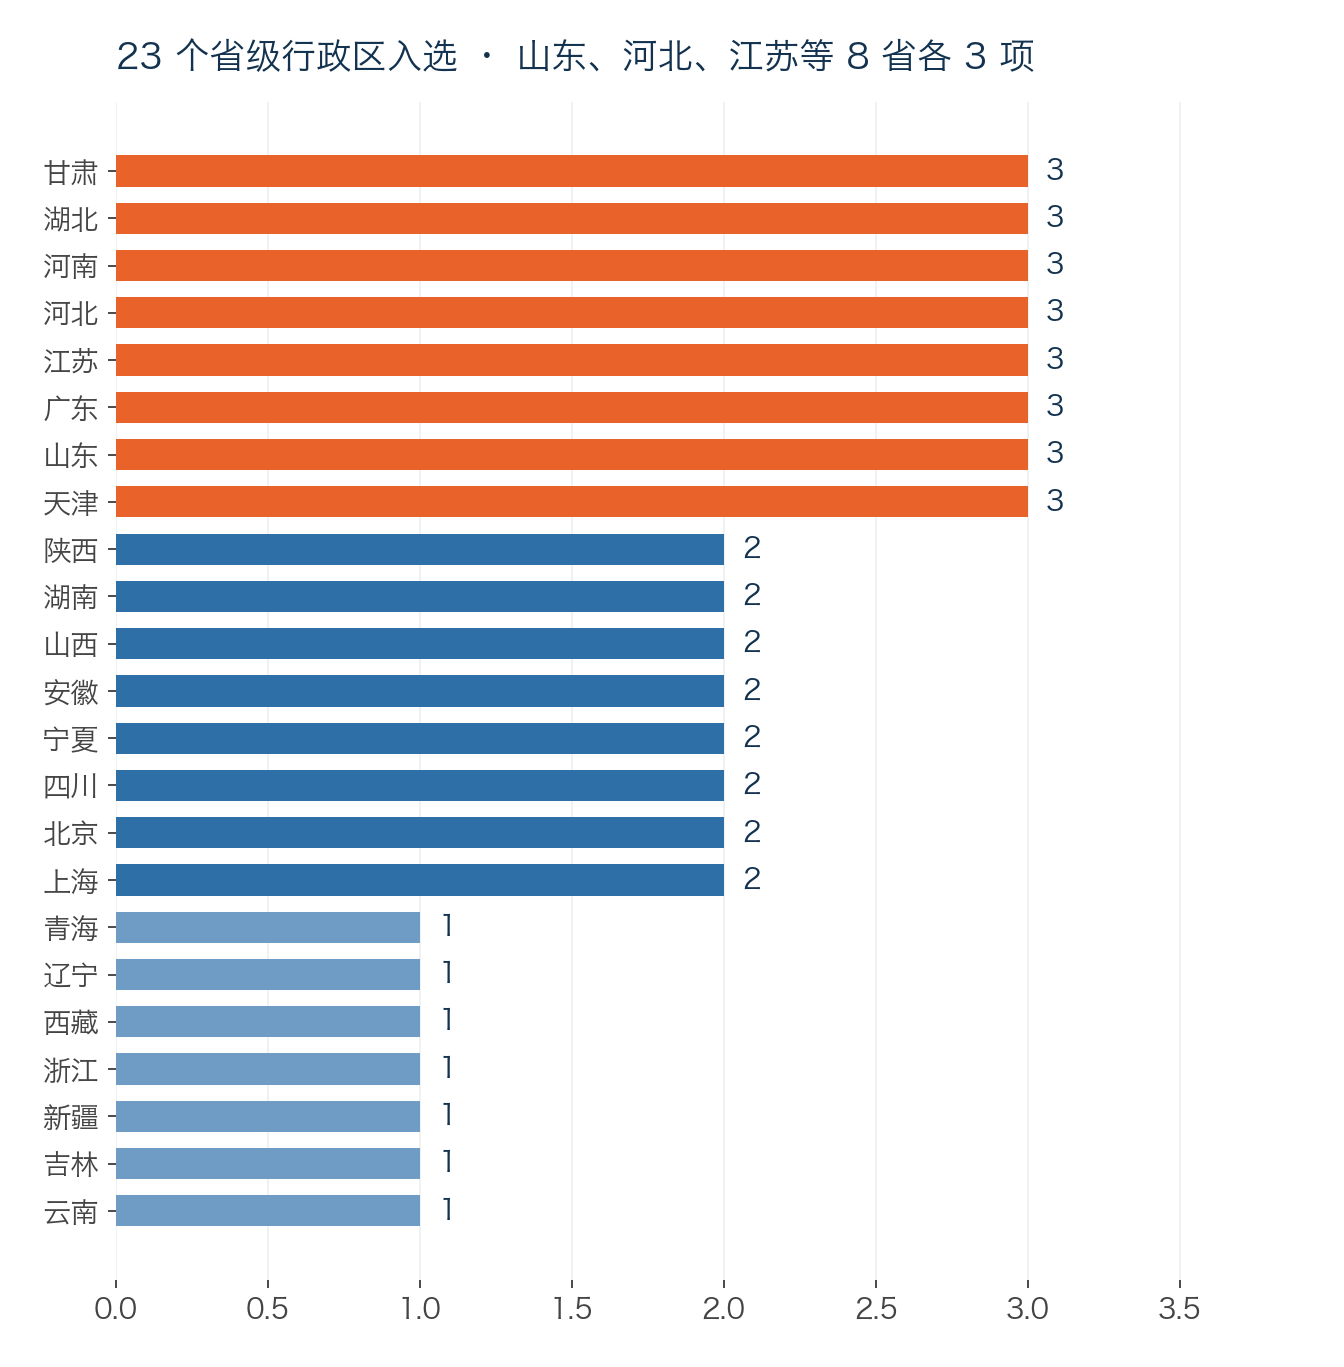 23 个省级行政区入选 · 山东、河北、江苏等 8 省各 3 项
甘肃 3
湖北 3
河南 3
河北 3
江苏 3
广东 3
山东 3
天津 3
陕西 2
湖南 2
山西 2
安徽 2
宁夏 2
四川 2
北京 2
上海 2
青海 1
辽宁 1
西藏 1
浙江 1
新疆 1
吉林 1
云南 1
0.0 0.5 1.0 1.5 2.0 2.5 3.0 3.5